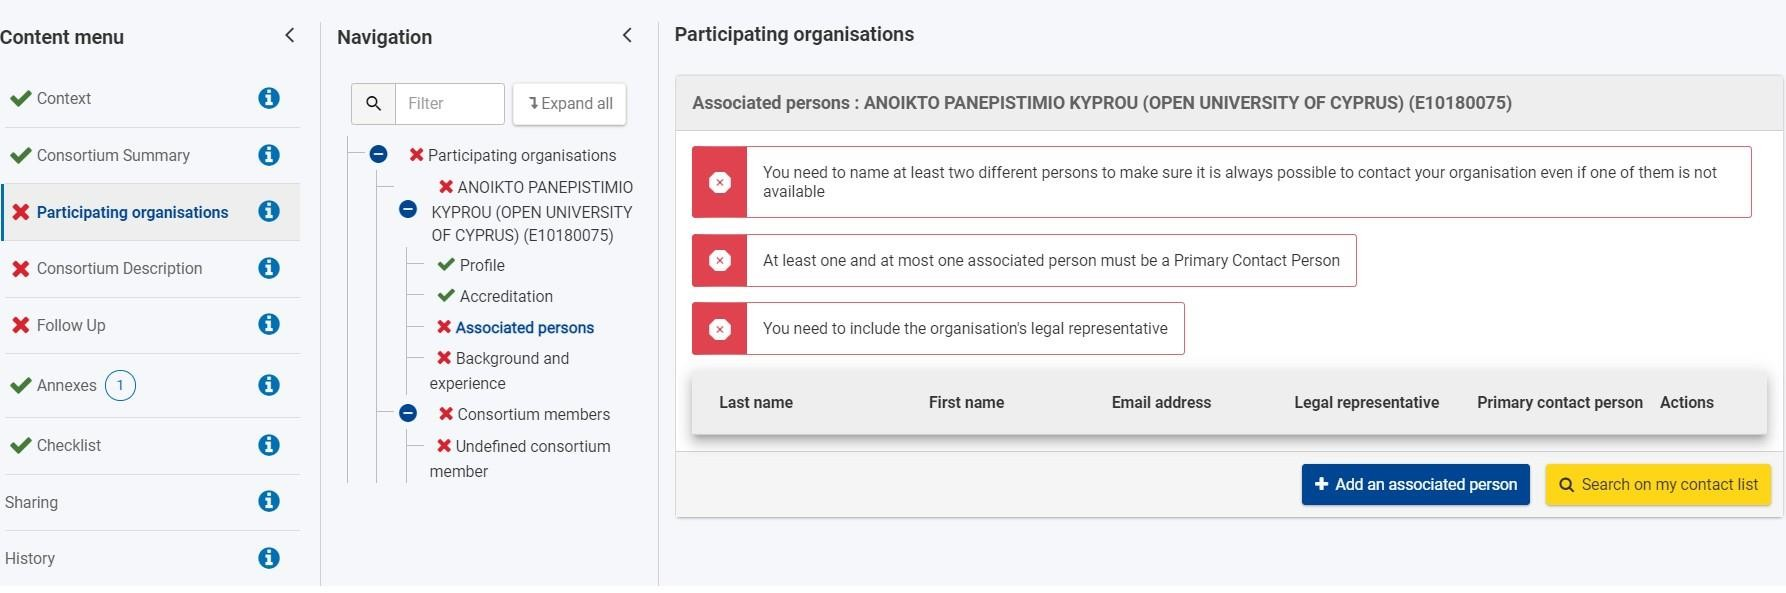 Content menu
Context
Consortium Summary
Participating organisations
Consortium Description
Follow Up
Annexes 1
Checklist
Sharing
History
Navigation
Filter
Expand all
Participating organisations
ANOIKTO PANEPISTIMIO
KYPROU (OPEN UNIVERSITY
OF CYPRUS) (E10180075)
Profile
Accreditation
Associated persons
Background and
experience
Consortium members
Undefined consortium
member
Participating organisations
Associated persons : ANOIKTO PANEPISTIMIO KYPROU (OPEN UNIVERSITY OF CYPRUS) (E10180075)
You need to name at least two different persons to make sure it is always possible to contact your organisation even if one of them is not
available
At least one and at most one associated person must be a Primary Contact Person
You need to include the organisation's legal representative
Last name First name Email address Legal representative Primary contact person Actions
Add an associated person Search on my contact list